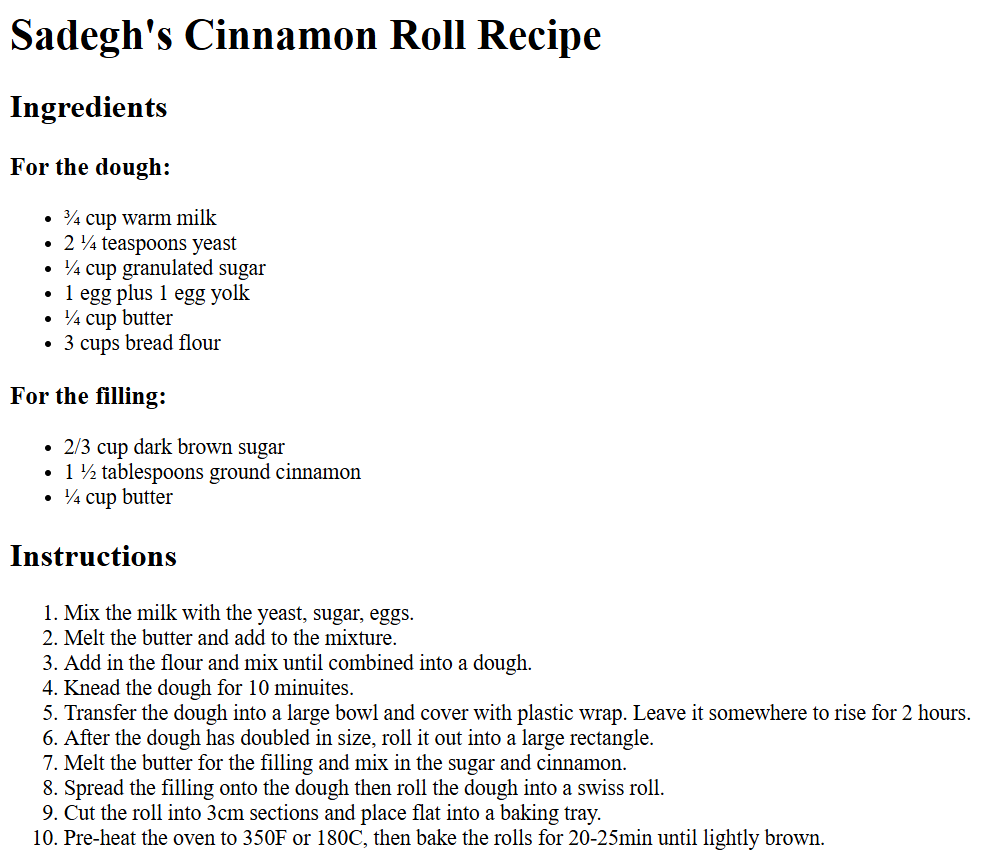 Sadegh's Cinnamon Roll Recipe
Ingredients
For the dough:
• ¾ cup warm milk
• 2 ¼ teaspoons yeast
• ¼ cup granulated sugar
• 1 egg plus 1 egg yolk
• ¼ cup butter
• 3 cups bread flour
For the filling:
• 2/3 cup dark brown sugar
• 1 ½ tablespoons ground cinnamon
• ¼ cup butter
Instructions
1. Mix the milk with the yeast, sugar, eggs.
2. Melt the butter and add to the mixture.
3. Add in the flour and mix until combined into a dough.
4. Knead the dough for 10 minuites.
5. Transfer the dough into a large bowl and cover with plastic wrap. Leave it somewhere to rise for 2 hours.
6. After the dough has doubled in size, roll it out into a large rectangle.
7. Melt the butter for the filling and mix in the sugar and cinnamon.
8. Spread the filling onto the dough then roll the dough into a swiss roll.
9. Cut the roll into 3cm sections and place flat into a baking tray.
10. Pre-heat the oven to 350F or 180C, then bake the rolls for 20-25min until lightly brown.